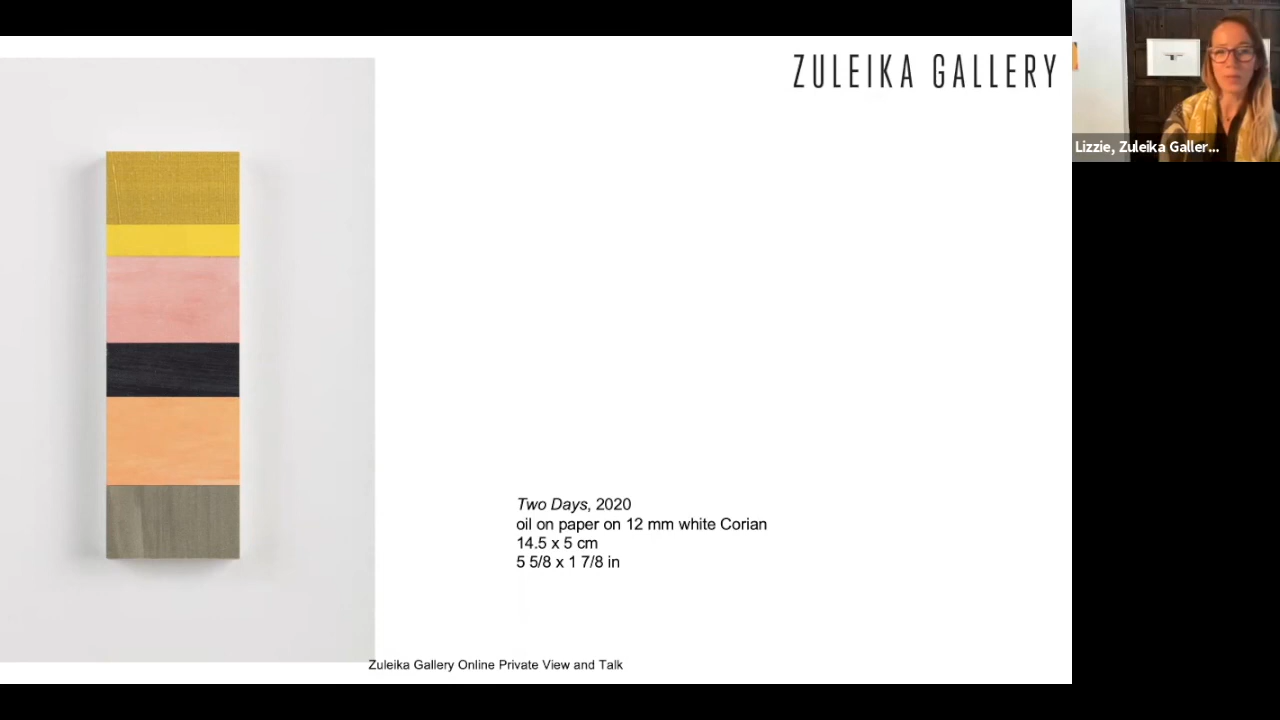 ZULEIKA GALLERY
Lizzie, Zuleika Galler...
Two Days, 2020
oil on paper on 12 mm white Corian
14.5 x 5 cm
5 5/8 x 1 7/8 in
Zuleika Gallery Online Private View and Talk